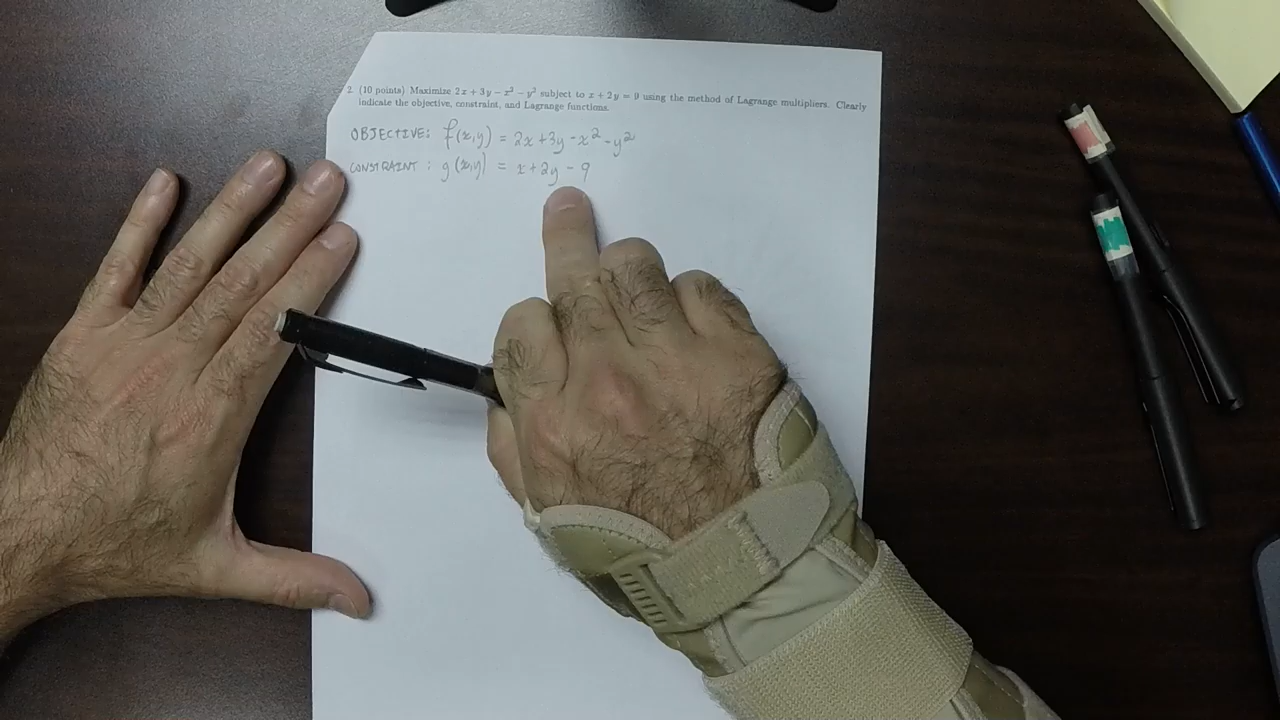 2. (10 points) Maximize 2x + 3y − x² − y² subject to x + 2y = 9 using the method of Lagrange multipliers. Clearly
indicate the objective, constraint, and Lagrange functions.
OBJECTIVE: f(x,y) = 2x + 3y - x² - y²
CONSTRAINT: g(x,y) = x + 2y - 9